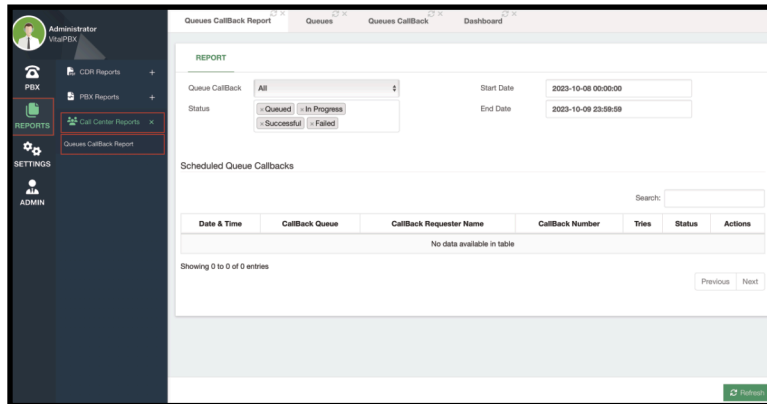 Administrator
VitalPBX
PBX
REPORTS
SETTINGS
ADMIN
CDR Reports +
PBX Reports +
Call Center Reports ×
Queues CallBack Report
Queues CallBack Report
Queues
Queues CallBack
Dashboard
REPORT
Queue CallBack All
Start Date 2023-10-08 00:00:00
Status × Queued × In Progress
× Successful × Failed
End Date 2023-10-09 23:59:59
Scheduled Queue Callbacks
Search:
Date & Time CallBack Queue CallBack Requester Name CallBack Number Tries Status Actions
No data available in table
Showing 0 to 0 of 0 entries
Previous Next
Refresh